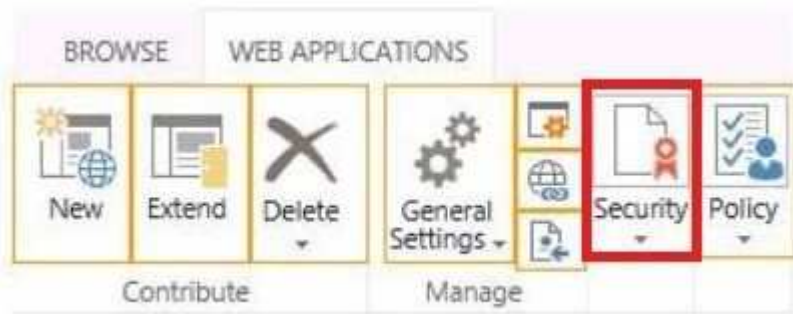 BROWSE WEB APPLICATIONS
New Extend Delete General Settings Security Policy
Contribute Manage